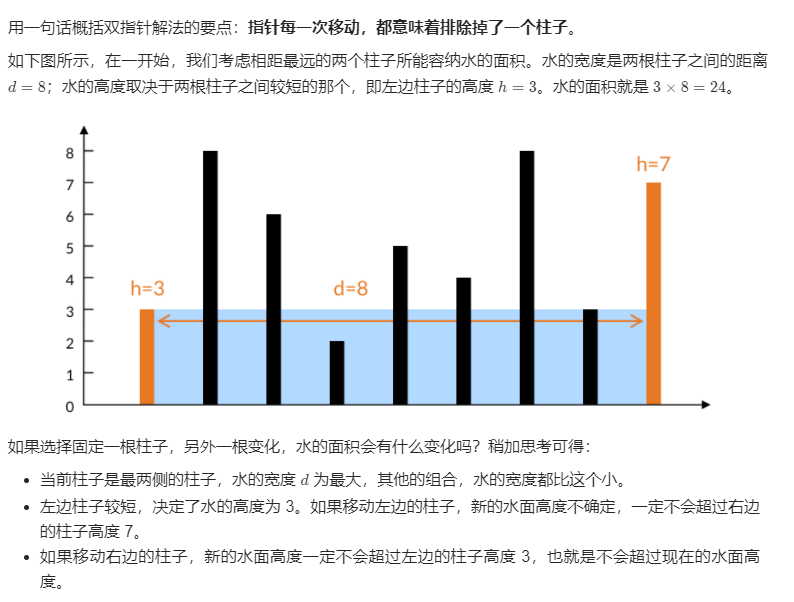 用一句话概括双指针解法的要点：指针每一次移动，都意味着排除掉了一个柱子。
如下图所示，在一开始，我们考虑相距最远的两个柱子所能容纳水的面积。水的宽度是两根柱子之间的距离
d = 8；水的高度取决于两根柱子之间较短的那个，即左边柱子的高度 h = 3。水的面积就是 3 × 8 = 24。
8
7
6
5
4
3
2
1
0
h=3
d=8
h=7
如果选择固定一根柱子，另外一根变化，水的面积会有什么变化吗？稍加思考可得：
• 当前柱子是最两侧的柱子，水的宽度 d 为最大，其他的组合，水的宽度都比这个小。
• 左边柱子较短，决定了水的高度为 3。如果移动左边的柱子，新的水面高度不确定，一定不会超过右边
的柱子高度 7。
• 如果移动右边的柱子，新的水面高度一定不会超过左边的柱子高度 3，也就是不会超过现在的水面高
度。